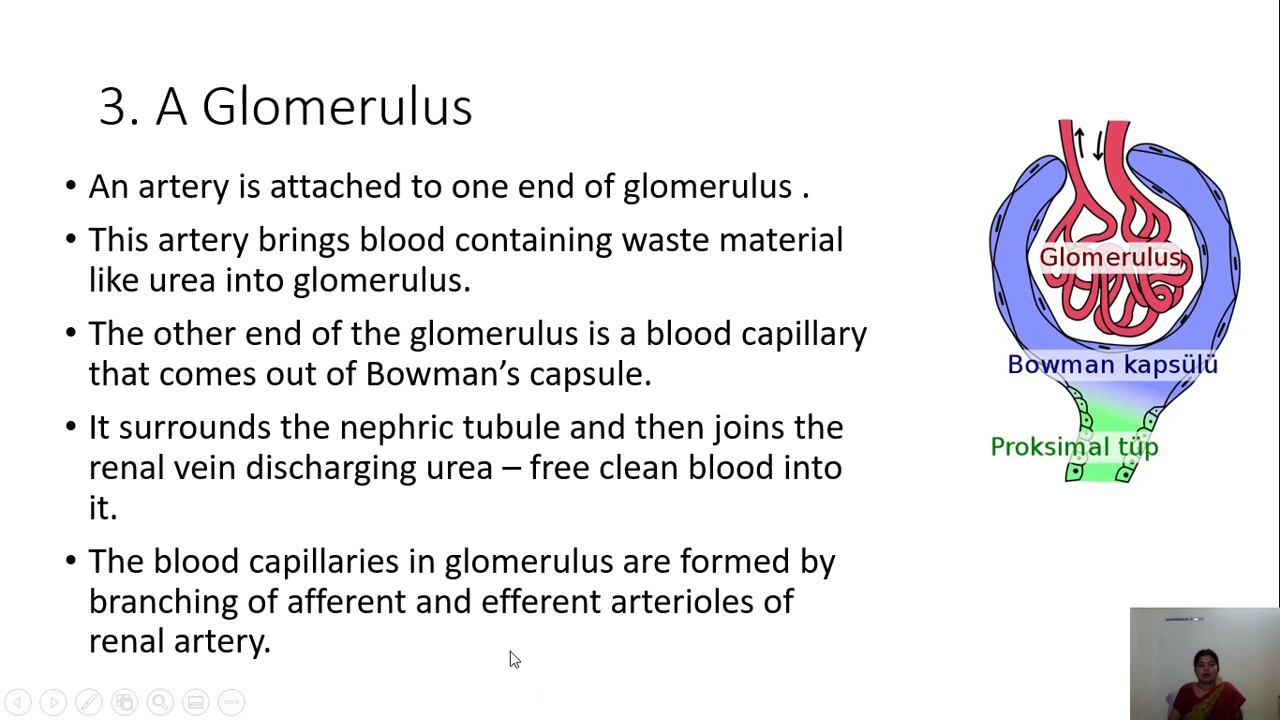 3. A Glomerulus
• An artery is attached to one end of glomerulus .
• This artery brings blood containing waste material
like urea into glomerulus.
• The other end of the glomerulus is a blood capillary
that comes out of Bowman’s capsule.
• It surrounds the nephric tubule and then joins the
renal vein discharging urea – free clean blood into
it.
• The blood capillaries in glomerulus are formed by
branching of afferent and efferent arterioles of
renal artery.
Glomerulus
Bowman kapsülü
Proksimal tüp